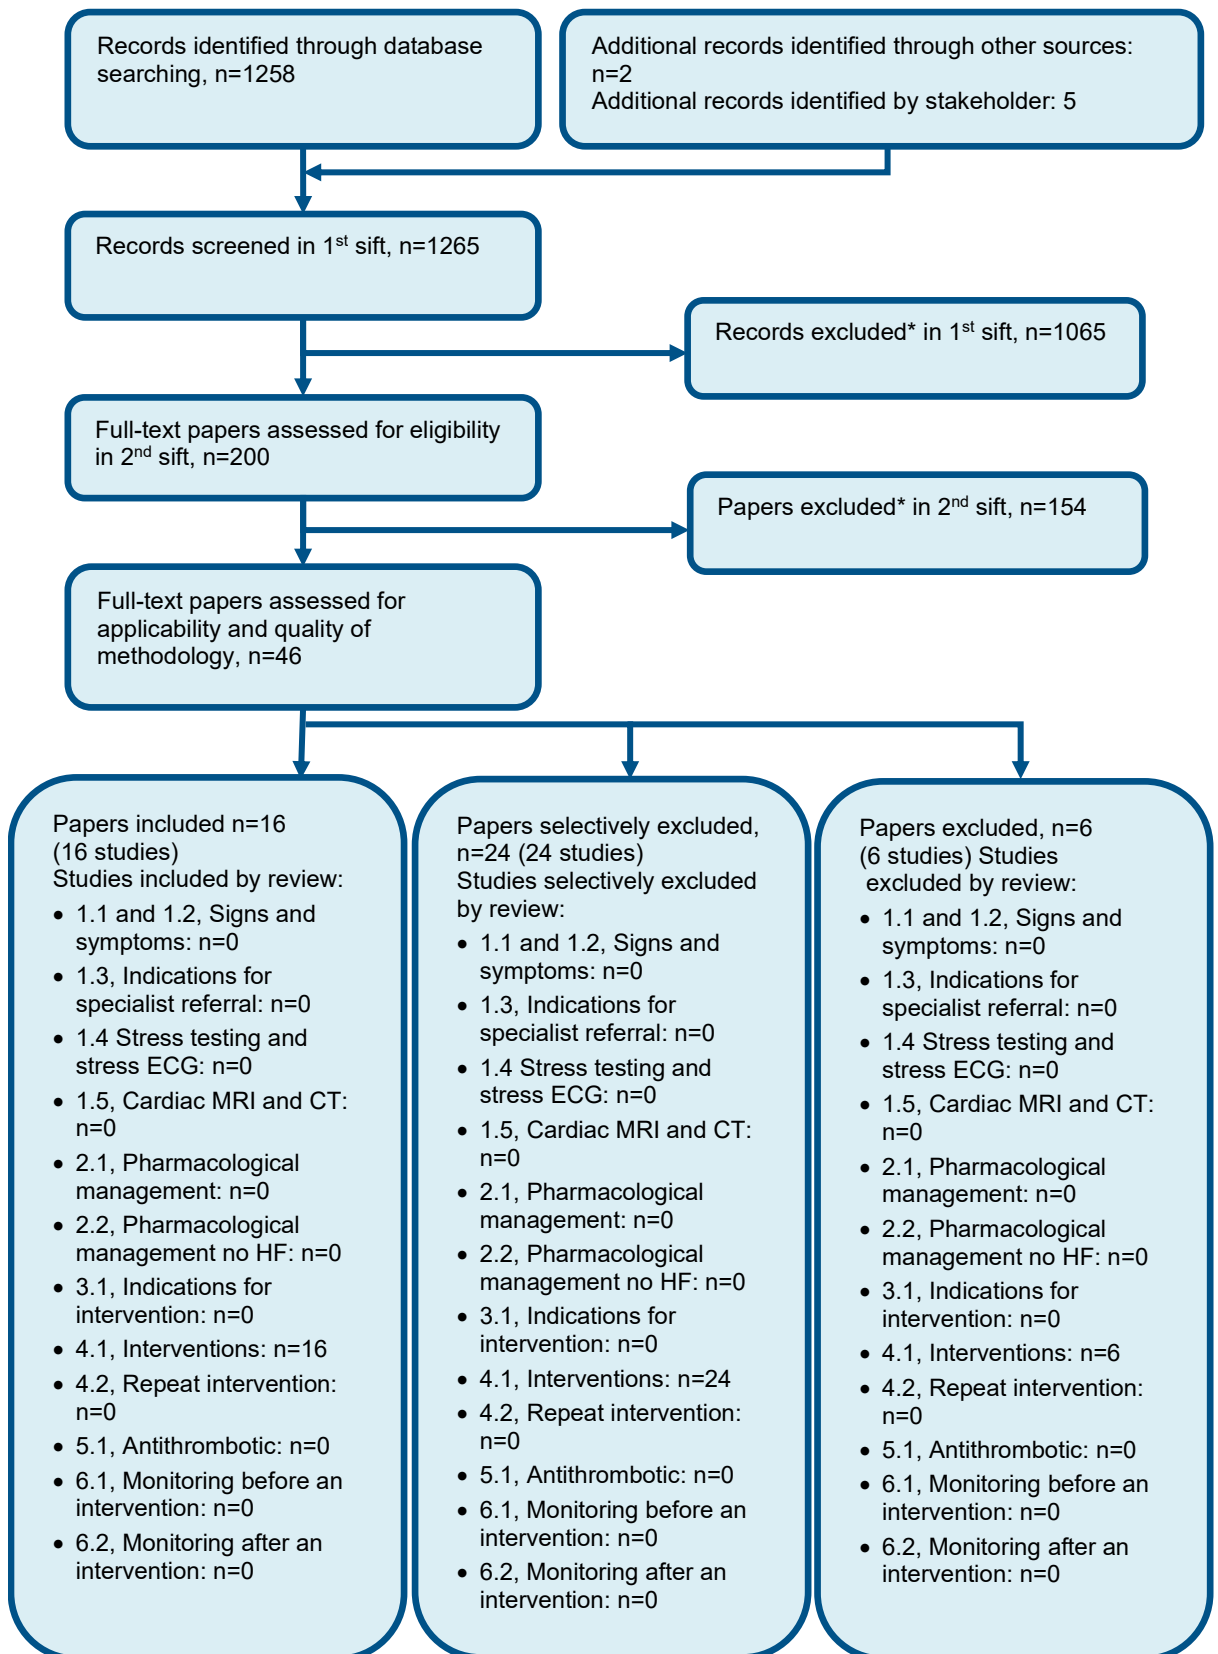 Records identified through database
searching, n=1258
Additional records identified through other sources:
n=2
Additional records identified by stakeholder: 5
Records screened in 1st sift, n=1265
Records excluded* in 1st sift, n=1065
Full-text papers assessed for eligibility
in 2nd sift, n=200
Papers excluded* in 2nd sift, n=154
Full-text papers assessed for
applicability and quality of
methodology, n=46
Papers included n=16
(16 studies)
Studies included by review:
• 1.1 and 1.2, Signs and
symptoms: n=0
• 1.3, Indications for
specialist referral: n=0
• 1.4 Stress testing and
stress ECG: n=0
• 1.5, Cardiac MRI and CT:
n=0
• 2.1, Pharmacological
management: n=0
• 2.2, Pharmacological
management no HF: n=0
• 3.1, Indications for
intervention: n=0
• 4.1, Interventions: n=16
• 4.2, Repeat intervention:
n=0
• 5.1, Antithrombotic: n=0
• 6.1, Monitoring before an
intervention: n=0
• 6.2, Monitoring after an
intervention: n=0
Papers selectively excluded,
n=24 (24 studies)
Studies selectively excluded
by review:
• 1.1 and 1.2, Signs and
symptoms: n=0
• 1.3, Indications for
specialist referral: n=0
• 1.4 Stress testing and
stress ECG: n=0
• 1.5, Cardiac MRI and CT:
n=0
• 2.1, Pharmacological
management: n=0
• 2.2, Pharmacological
management no HF: n=0
• 3.1, Indications for
intervention: n=0
• 4.1, Interventions: n=24
• 4.2, Repeat intervention:
n=0
• 5.1, Antithrombotic: n=0
• 6.1, Monitoring before an
intervention: n=0
• 6.2, Monitoring after an
intervention: n=0
Papers excluded, n=6
(6 studies) Studies
excluded by review:
• 1.1 and 1.2, Signs and
symptoms: n=0
• 1.3, Indications for
specialist referral: n=0
• 1.4 Stress testing and
stress ECG: n=0
• 1.5, Cardiac MRI and CT:
n=0
• 2.1, Pharmacological
management: n=0
• 2.2, Pharmacological
management no HF: n=0
• 3.1, Indications for
intervention: n=0
• 4.1, Interventions: n=6
• 4.2, Repeat intervention:
n=0
• 5.1, Antithrombotic: n=0
• 6.1, Monitoring before an
intervention: n=0
• 6.2, Monitoring after an
intervention: n=0